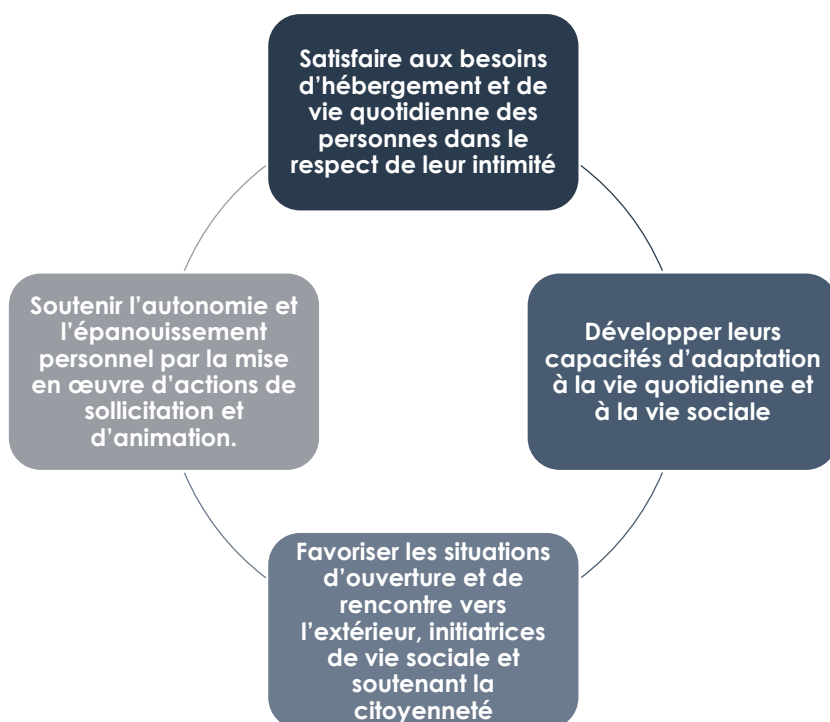 Satisfaire aux besoins
d’hébergement et de
vie quotidienne des
personnes dans le
respect de leur intimité
Soutenir l’autonomie et
l’épanouissement
personnel par la mise
en œuvre d’actions de
sollicitation et
d’animation.
Développer leurs
capacités d’adaptation
à la vie quotidienne et
à la vie sociale
Favoriser les situations
d’ouverture et de
rencontre vers
l’extérieur, initiatrices
de vie sociale et
soutenant la
citoyenneté